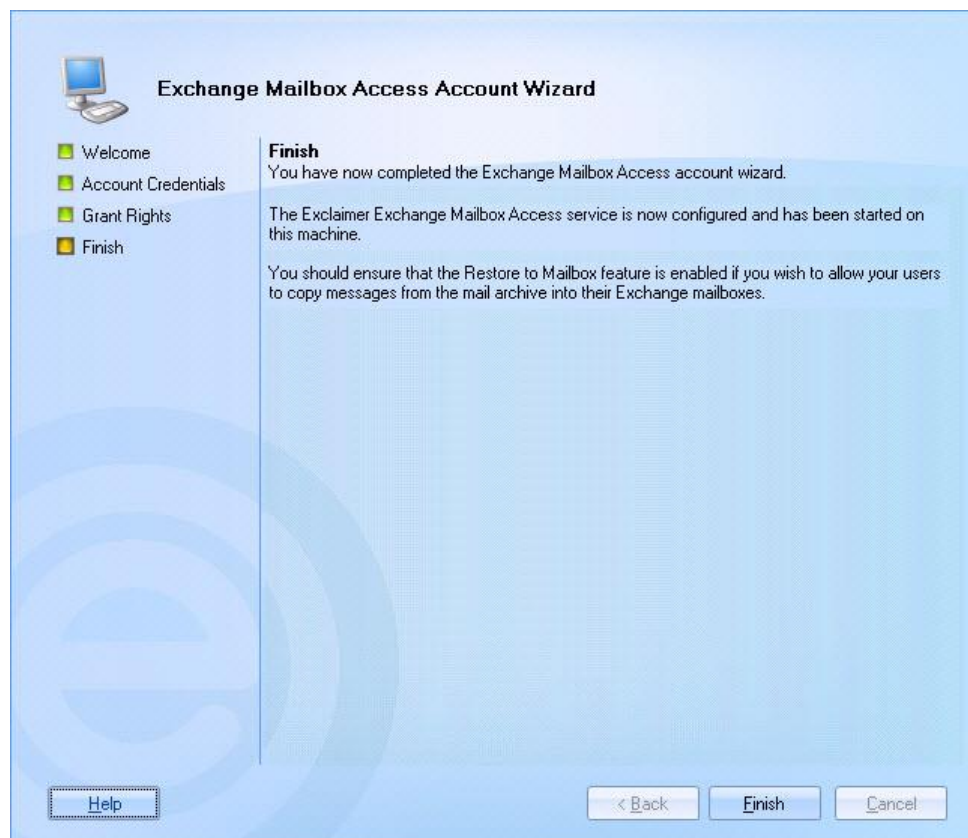 Exchange Mailbox Access Account Wizard
Welcome
Account Credentials
Grant Rights
Finish
Finish
You have now completed the Exchange Mailbox Access account wizard.
The Exclaimer Exchange Mailbox Access service is now configured and has been started on
this machine.
You should ensure that the Restore to Mailbox feature is enabled if you wish to allow your users
to copy messages from the mail archive into their Exchange mailboxes.
Help
< Back
Finish
Cancel